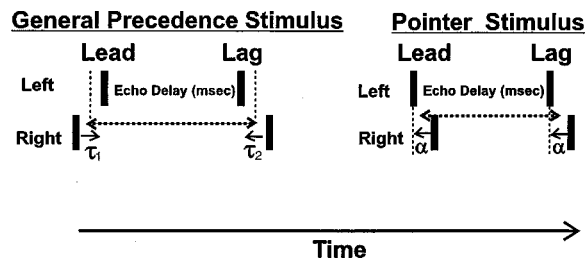 General Precedence Stimulus
Lead Lag
Left Echo Delay (msec)
Right τ1 τ2
Pointer Stimulus
Lead Lag
Left Echo Delay (msec)
Right α α
Time